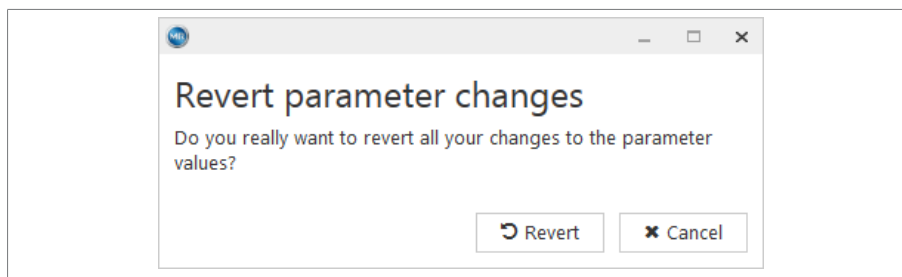 Revert parameter changes
Do you really want to revert all your changes to the parameter
values?
Revert
Cancel